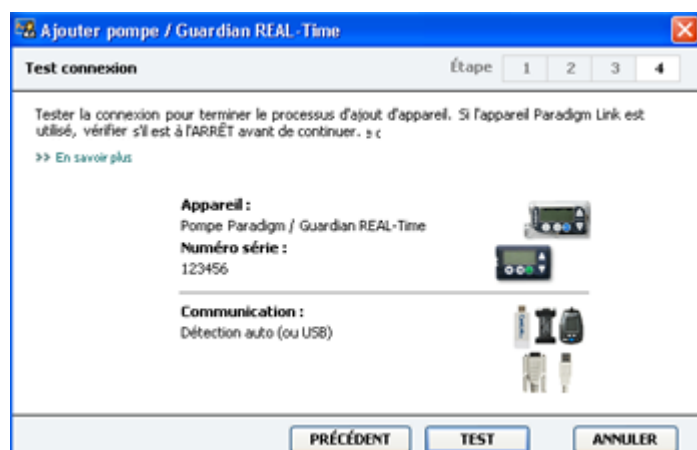 Ajouter pompe / Guardian REAL-Time
Test connexion Étape 1 2 3 4
Tester la connexion pour terminer le processus d'ajout d'appareil. Si l'appareil Paradigm Link est
utilisé, vérifier s'il est à l'ARRÊT avant de continuer. 9 c
>> En savoir plus
Appareil :
Pompe Paradigm / Guardian REAL-Time
Numéro série :
123456
Communication :
Détection auto (ou USB)
PRÉCÉDENT TEST ANNULER